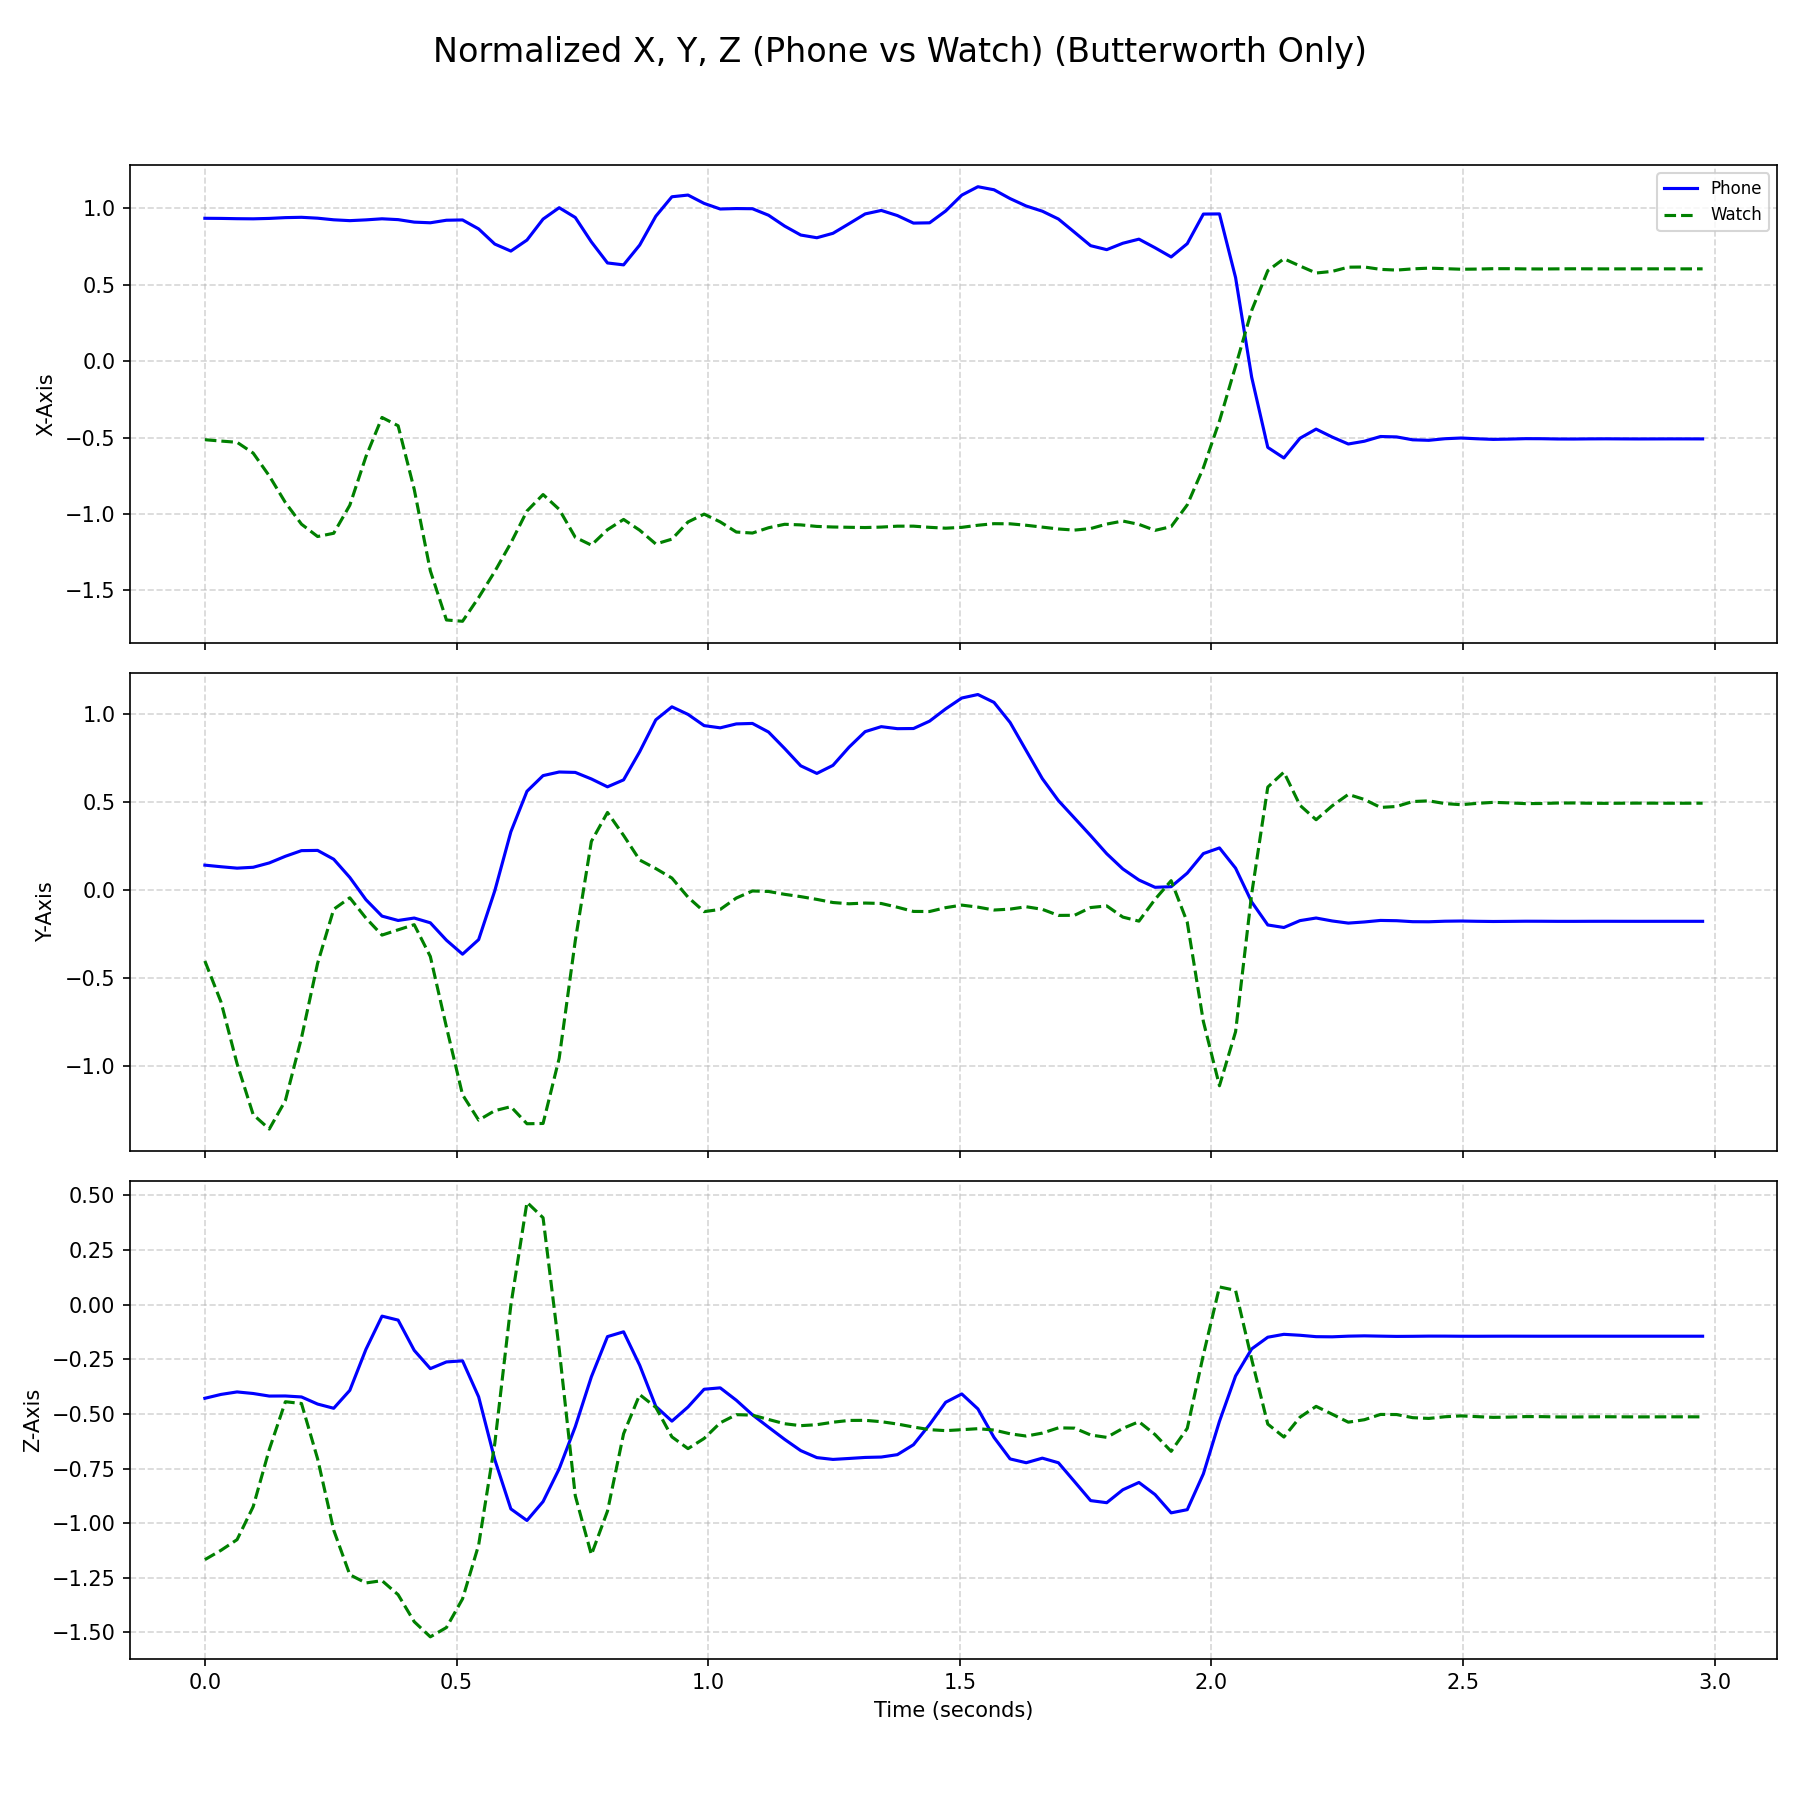 Normalized X, Y, Z (Phone vs Watch) (Butterworth Only)
Phone
Watch
X-Axis
1.0
0.5
0.0
−0.5
−1.0
−1.5
Y-Axis
1.0
0.5
0.0
−0.5
−1.0
Z-Axis
0.50
0.25
0.00
−0.25
−0.50
−0.75
−1.00
−1.25
−1.50
0.0 0.5 1.0 1.5 2.0 2.5 3.0
Time (seconds)